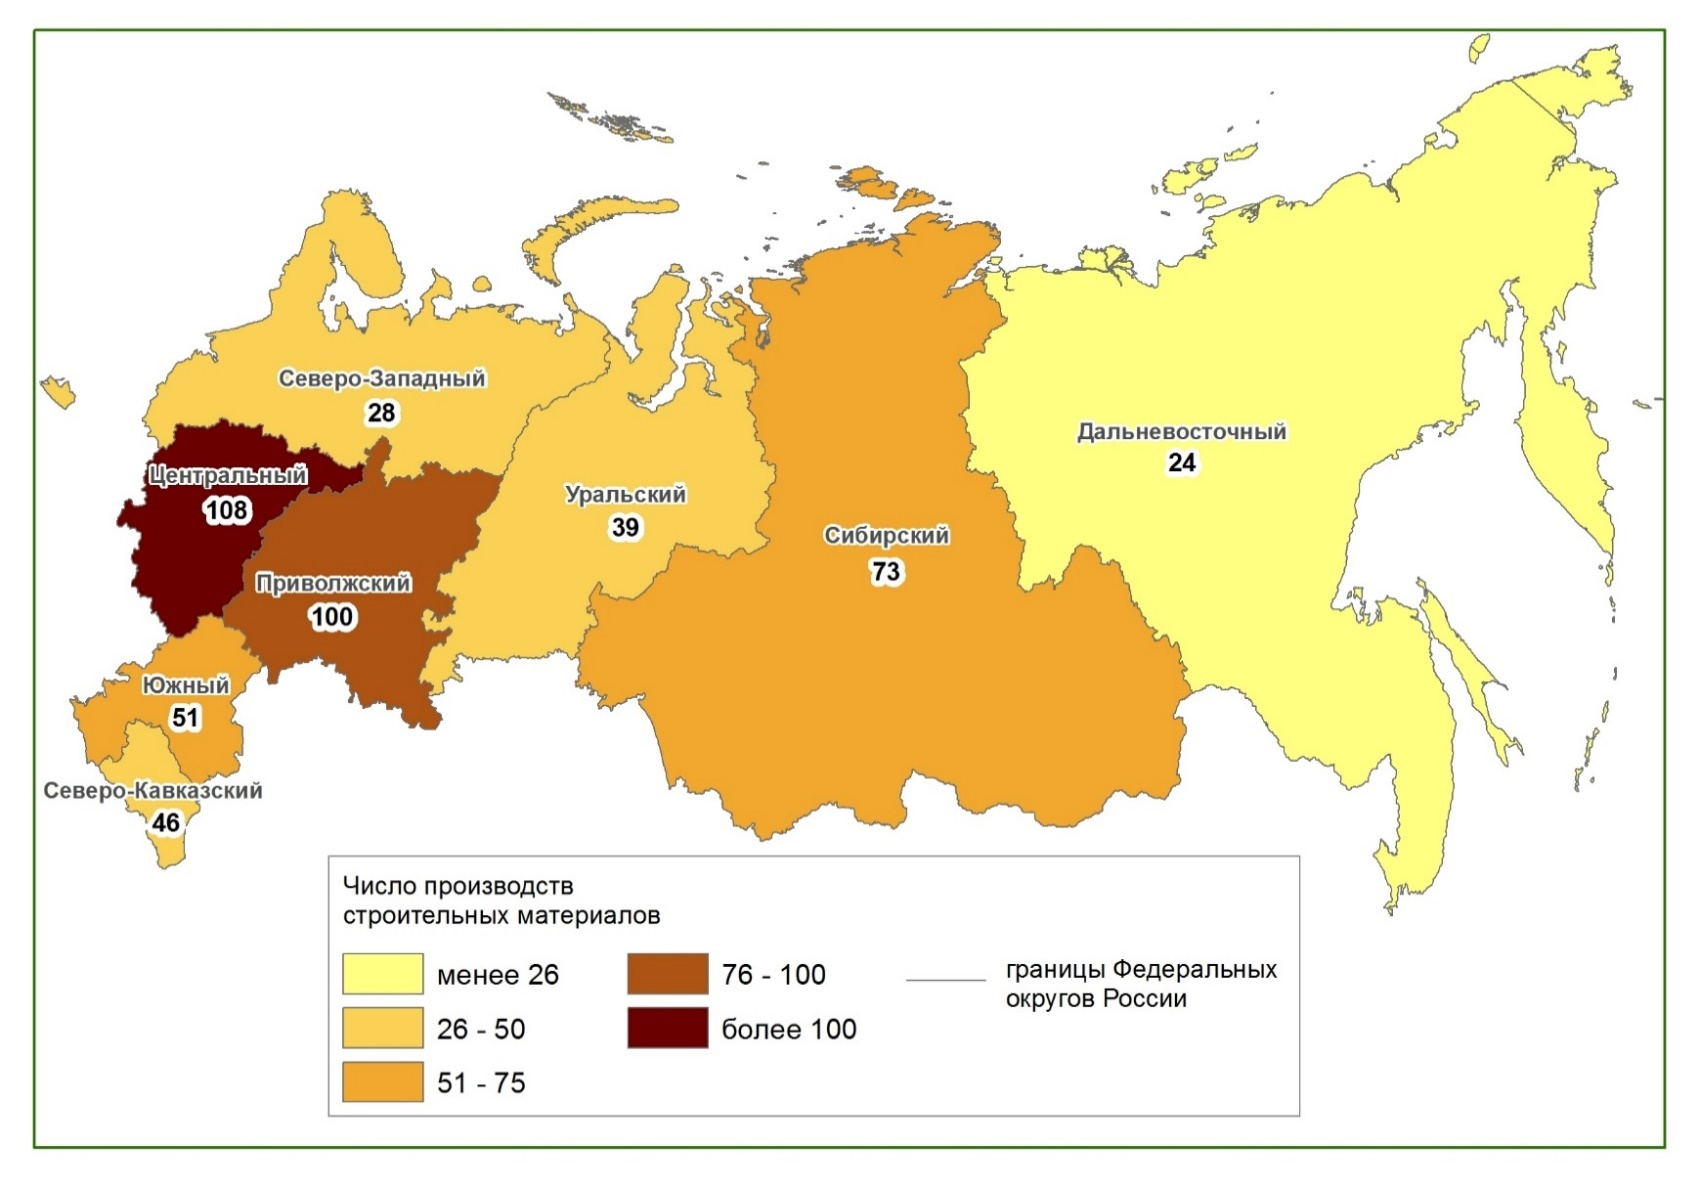 Северо-Западный
28
Центральный
108
Дальневосточный
24
Уральский
39
Сибирский
73
Приволжский
100
Южный
51
Северо-Кавказский
46
Число производств
строительных материалов
менее 26
26 - 50
51 - 75
76 - 100
более 100
границы Федеральных
округов России